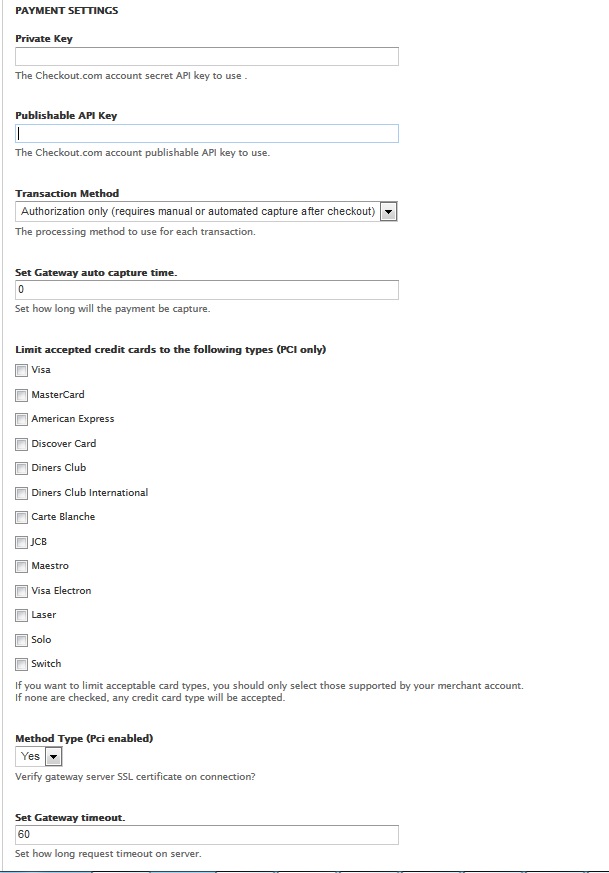 PAYMENT SETTINGS
Private Key
The Checkout.com account secret API key to use .
Publishable API Key
The Checkout.com account publishable API key to use.
Transaction Method
Authorization only (requires manual or automated capture after checkout)
The processing method to use for each transaction.
Set Gateway auto capture time.
0
Set how long will the payment be capture.
Limit accepted credit cards to the following types (PCI only)
Visa
MasterCard
American Express
Discover Card
Diners Club
Diners Club International
Carte Blanche
JCB
Maestro
Visa Electron
Laser
Solo
Switch
If you want to limit acceptable card types, you should only select those supported by your merchant account.
If none are checked, any credit card type will be accepted.
Method Type (Pci enabled)
Yes
Verify gateway server SSL certificate on connection?
Set Gateway timeout.
60
Set how long request timeout on server.